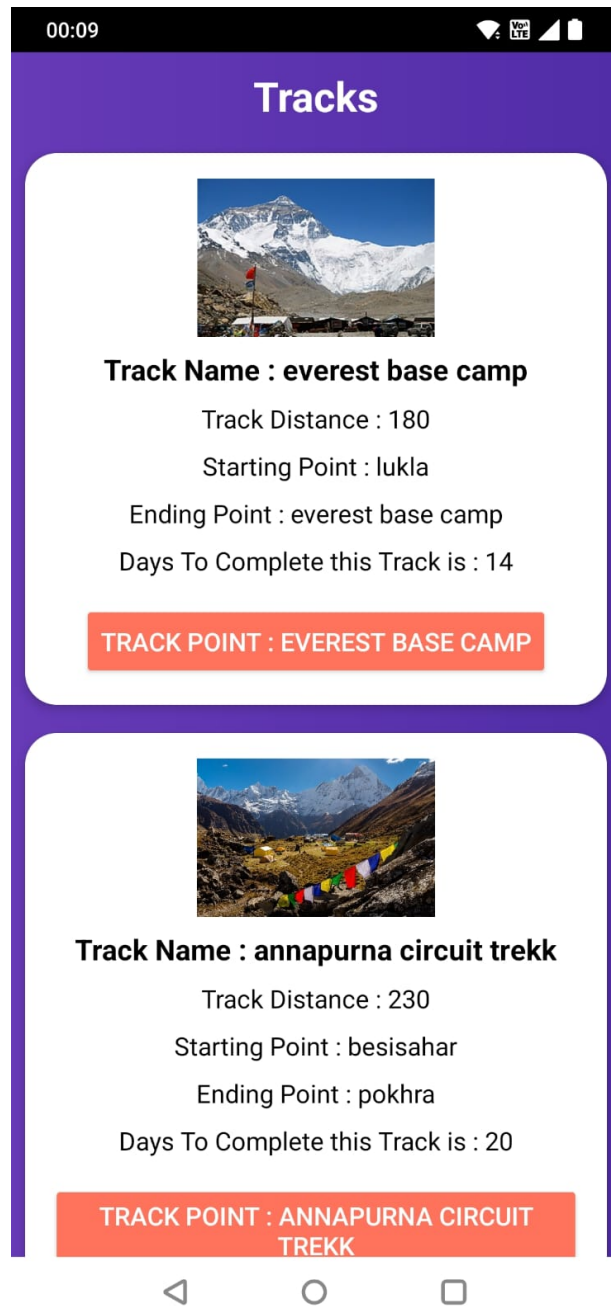 00:09
Vo))
LTE
Tracks
Track Name : everest base camp
Track Distance : 180
Starting Point : lukla
Ending Point : everest base camp
Days To Complete this Track is : 14
TRACK POINT : EVEREST BASE CAMP
Track Name : annapurna circuit trekk
Track Distance : 230
Starting Point : besisahar
Ending Point : pokhra
Days To Complete this Track is : 20
TRACK POINT : ANNAPURNA CIRCUIT
TREKK